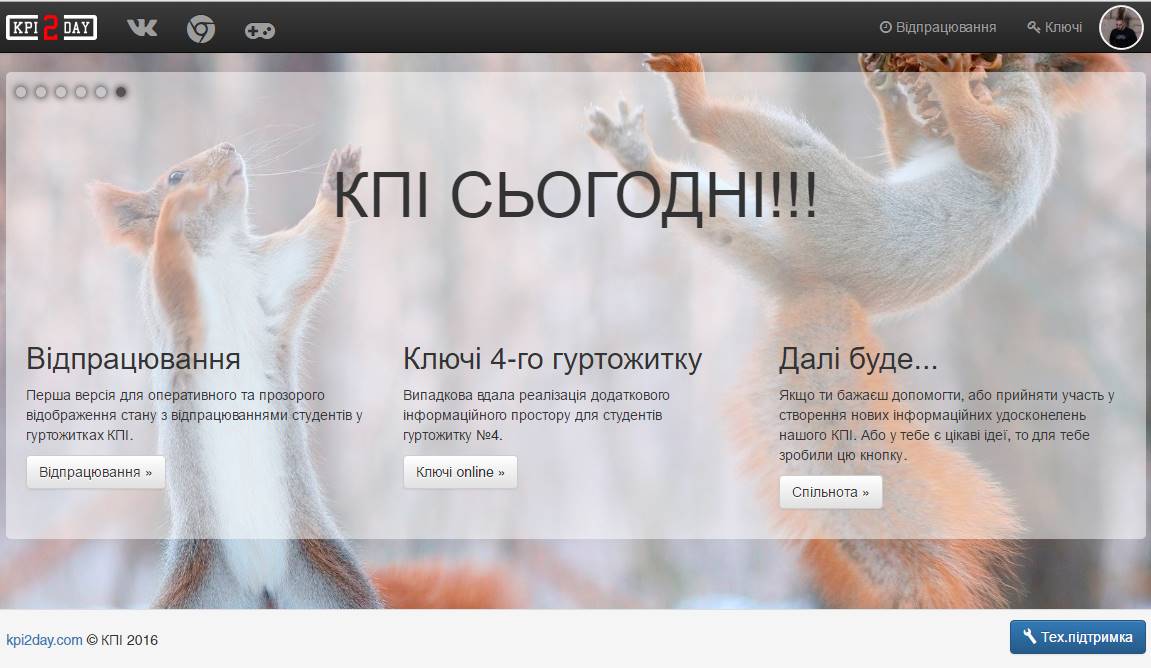 KPI 2 DAY
Відпрацювання
Ключі
КПІ СЬОГОДНІ!!!
Відпрацювання
Перша версія для оперативного та прозорого
відображення стану з відпрацюваннями студентів у
гуртожитках КПІ.
Відпрацювання »
Ключі 4-го гуртожитку
Випадкова вдала реалізація додаткового
інформаційного простору для студентів
гуртожитку №4.
Ключі online »
Далі буде...
Якщо ти бажаєш допомогти, або прийняти участь у
створення нових інформаційних удосконелень
нашого КПІ. Або у тебе є цікаві ідеї, то для тебе
зробили цю кнопку.
Спільнота »
kpi2day.com © КПІ 2016
Тех.підтримка